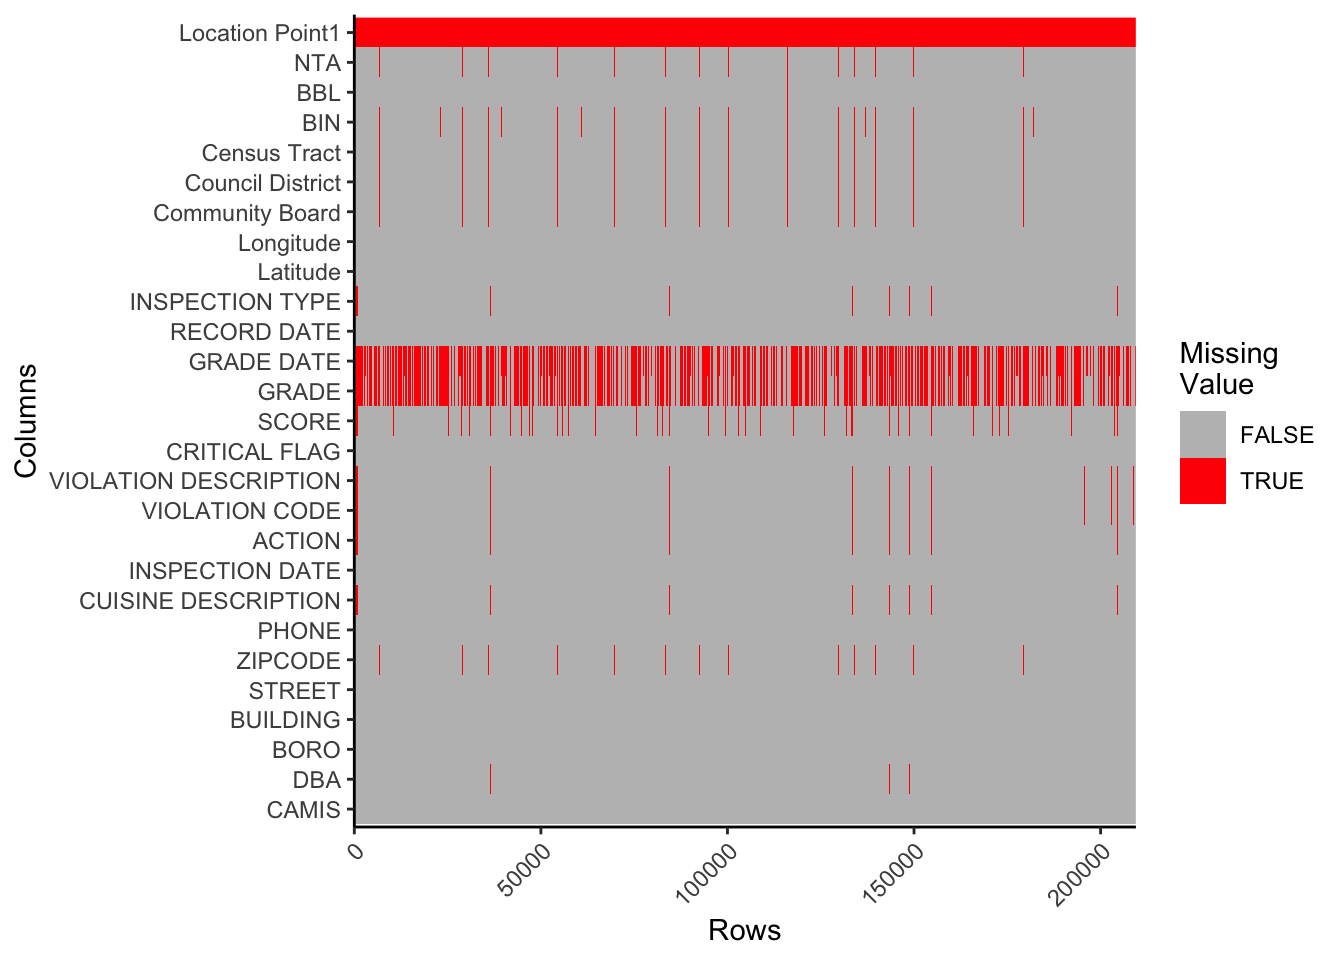 Location Point1
NTA
BBL
BIN
Census Tract
Council District
Community Board
Longitude
Latitude
INSPECTION TYPE
RECORD DATE
GRADE DATE
GRADE
SCORE
CRITICAL FLAG
VIOLATION DESCRIPTION
VIOLATION CODE
ACTION
INSPECTION DATE
CUISINE DESCRIPTION
PHONE
ZIPCODE
STREET
BUILDING
BORO
DBA
CAMIS
Columns
0
50000
100000
150000
200000
Rows
Missing
Value
FALSE
TRUE